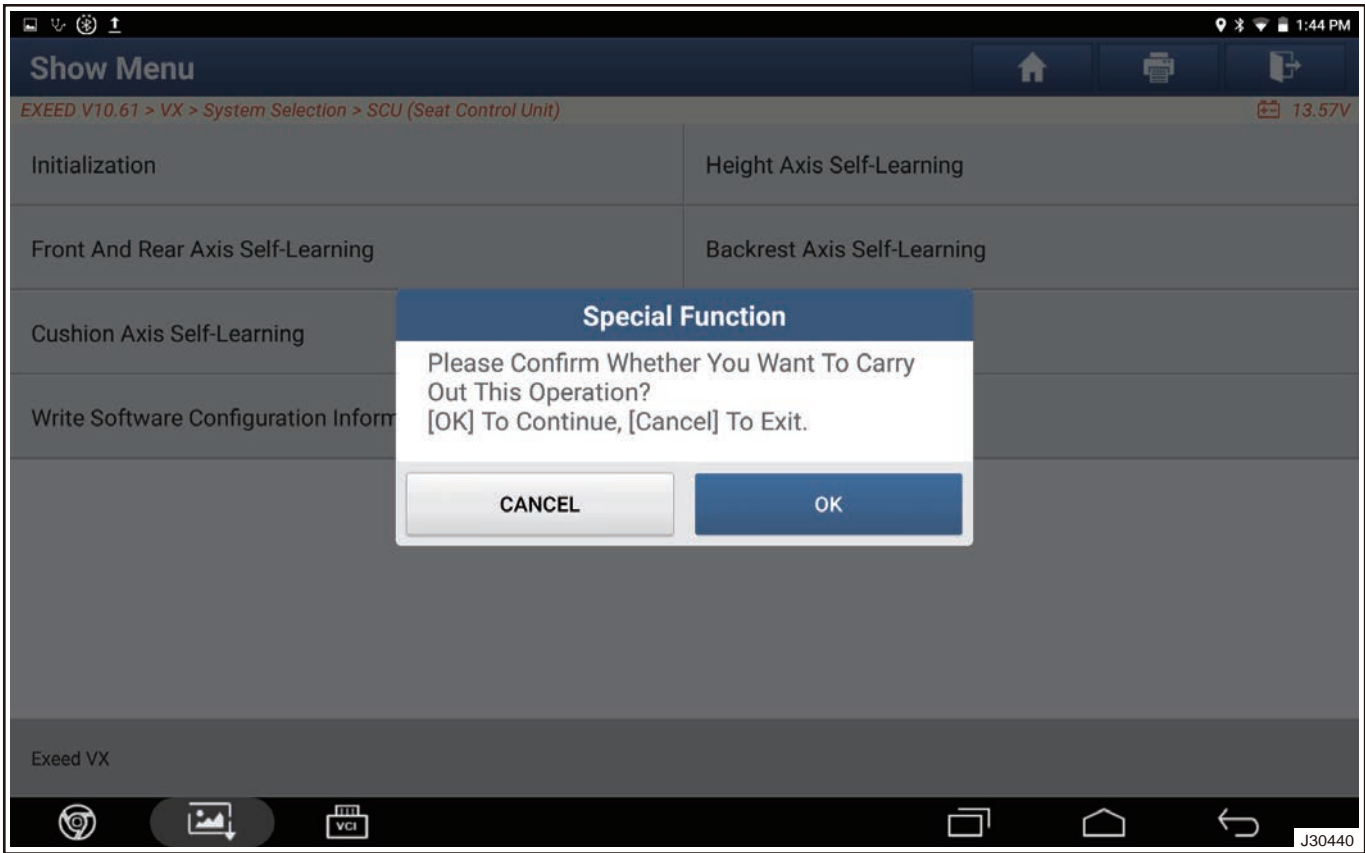 1:44 PM
Show Menu
EXEED V10.61 > VX > System Selection > SCU (Seat Control Unit)
13.57V
Initialization
Height Axis Self-Learning
Front And Rear Axis Self-Learning
Backrest Axis Self-Learning
Cushion Axis Self-Learning
Write Software Configuration Inform
Special Function
Please Confirm Whether You Want To Carry
Out This Operation?
[OK] To Continue, [Cancel] To Exit.
CANCEL
OK
Exeed VX
VCI
J30440